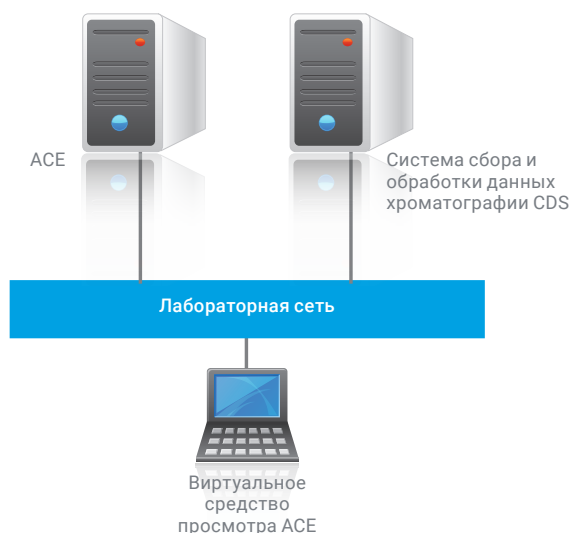 ACE
Система сбора и
обработки данных
хроматографии CDS
Лабораторная сеть
Виртуальное
средство
просмотра ACE